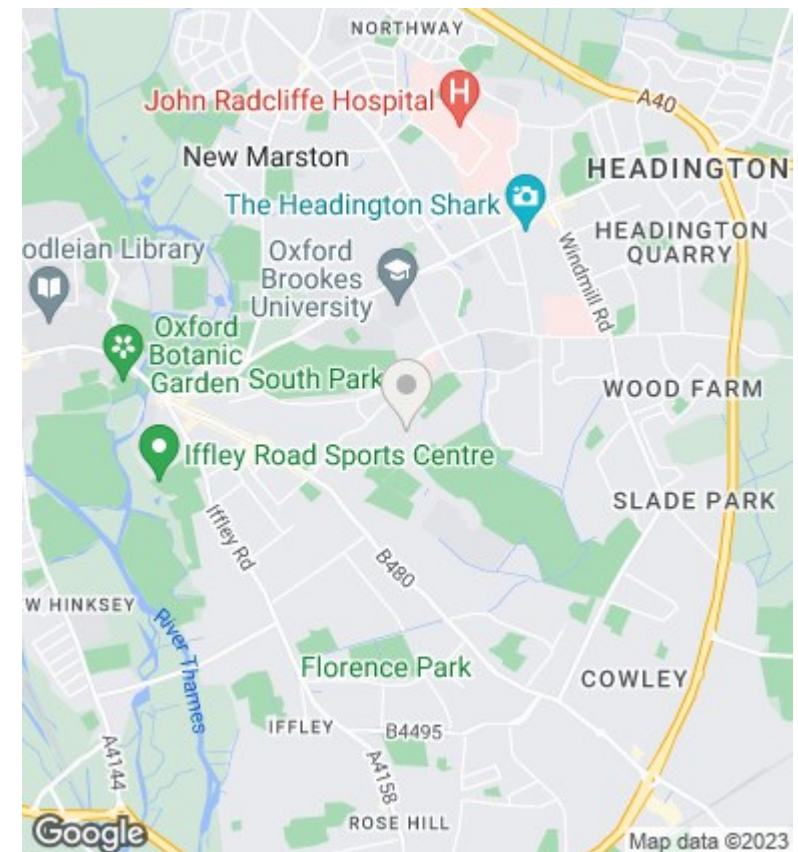 NORTHWAY
John Radcliffe Hospital
H
A40
New Marston
HEADINGTON
The Headington Shark
HEADINGTON
QUARRY
odleian Library
Oxford
Brookes
University
Windmill Rd
Oxford
Botanic
Garden
South Park
WOOD FARM
Iffley Road Sports Centre
SLADE PARK
Iffley Rd
B480
W HINKSEY
River Thames
Florence Park
COWLEY
IFFLEY
B4495
A4144
A4158
ROSE HILL
Google
Map data ©2023